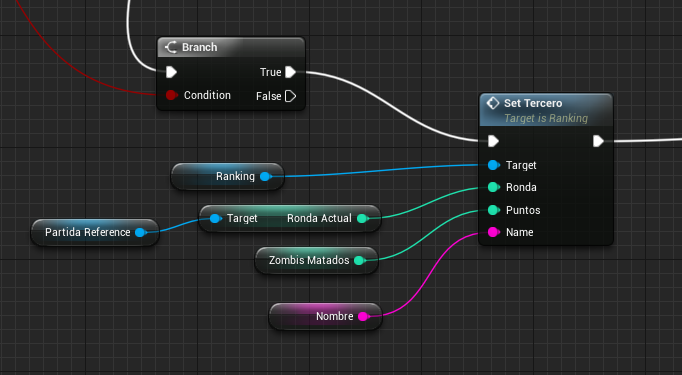 Branch
True
Condition
False
Set Tercero
Target is Ranking
Ranking
Target
Target
Ronda Actual
Ronda
Partida Reference
Puntos
Name
Zombis Matados
Nombre